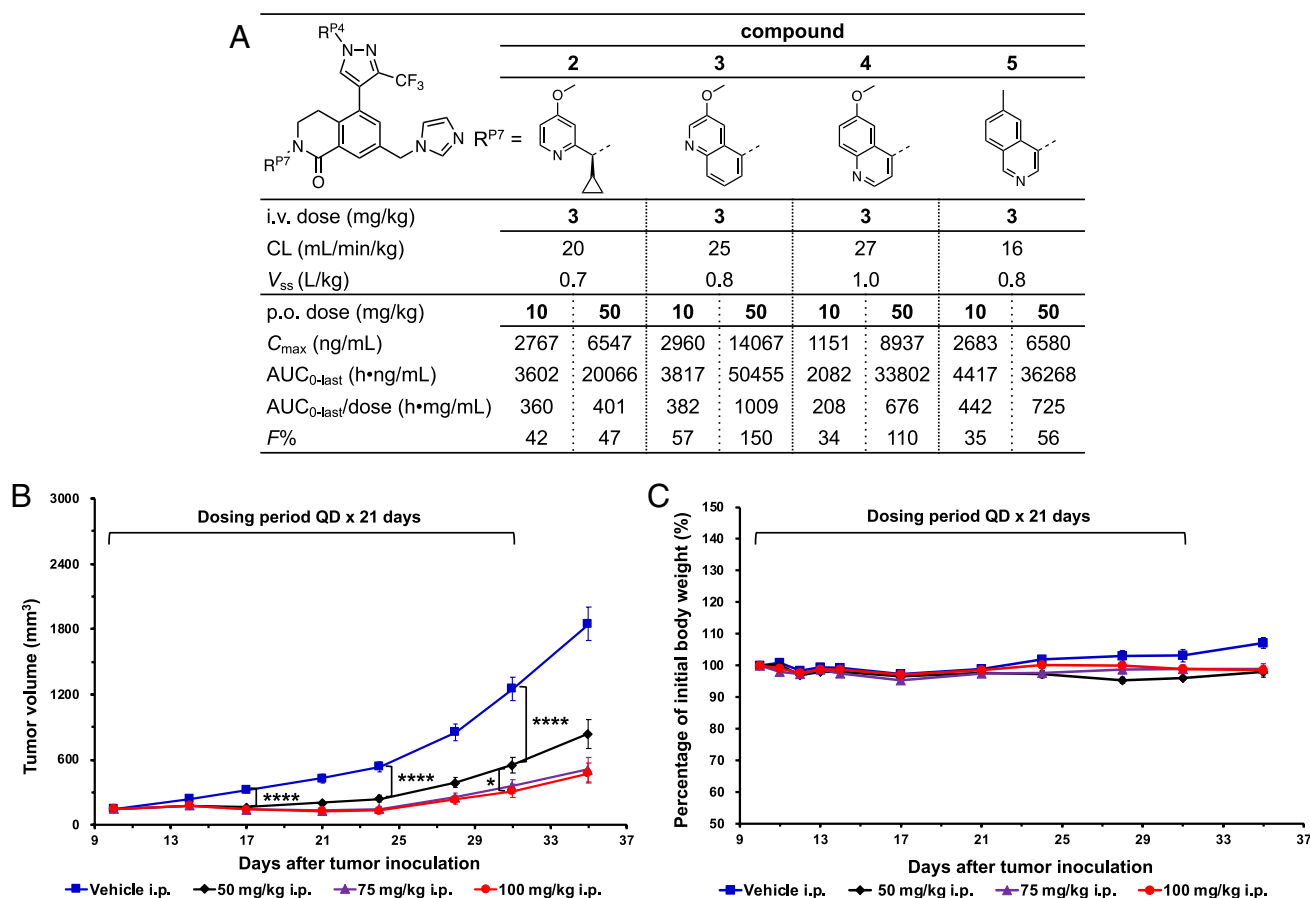 A
compound
2 3 4 5
R^P4
N
N
CF₃
N
R^P7
O
N
N
R^P7 =
O
N
O
N
O
N
N
i.v. dose (mg/kg) 3 3 3 3
CL (mL/min/kg) 20 25 27 16
V_ss (L/kg) 0.7 0.8 1.0 0.8
p.o. dose (mg/kg) 10 50 10 50 10 50 10 50
C_max (ng/mL) 2767 6547 2960 14067 1151 8937 2683 6580
AUC_0-last (h•ng/mL) 3602 20066 3817 50455 2082 33802 4417 36268
AUC_0-last/dose (h•mg/mL) 360 401 382 1009 208 676 442 725
F% 42 47 57 150 34 110 35 56
B
Dosing period QD x 21 days
Tumor volume (mm³)
3000
2400
1800
1200
600
0
****
****
****
*
9 13 17 21 25 29 33 37
Days after tumor inoculation
Vehicle i.p. 50 mg/kg i.p. 75 mg/kg i.p. 100 mg/kg i.p.
C
Dosing period QD x 21 days
Percentage of initial body weight (%)
150
140
130
120
110
100
90
80
70
60
50
9 13 17 21 25 29 33 37
Days after tumor inoculation
Vehicle i.p. 50 mg/kg i.p. 75 mg/kg i.p. 100 mg/kg i.p.